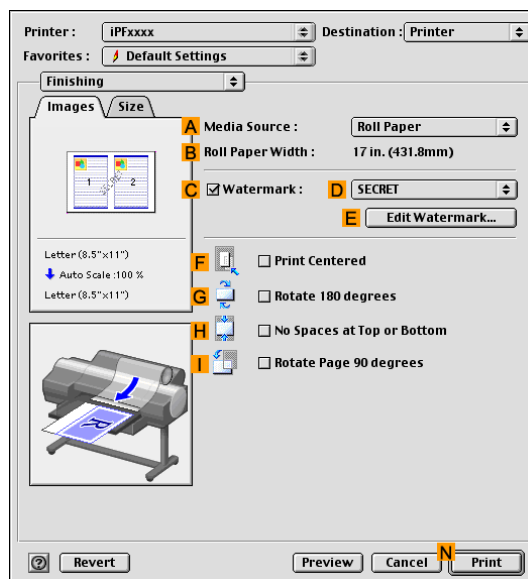 Printer : iPFxxxx Destination : Printer
Favorites : Default Settings
Finishing
Images Size
A Media Source : Roll Paper
B Roll Paper Width : 17 in. (431.8mm)
1 2 SECRET
C Watermark : D SECRET
E Edit Watermark...
Letter (8.5"x11")
Auto Scale :100 %
Letter (8.5"x11")
F Print Centered
G Rotate 180 degrees
H No Spaces at Top or Bottom
I Rotate Page 90 degrees
R
N
? Revert Preview Cancel Print